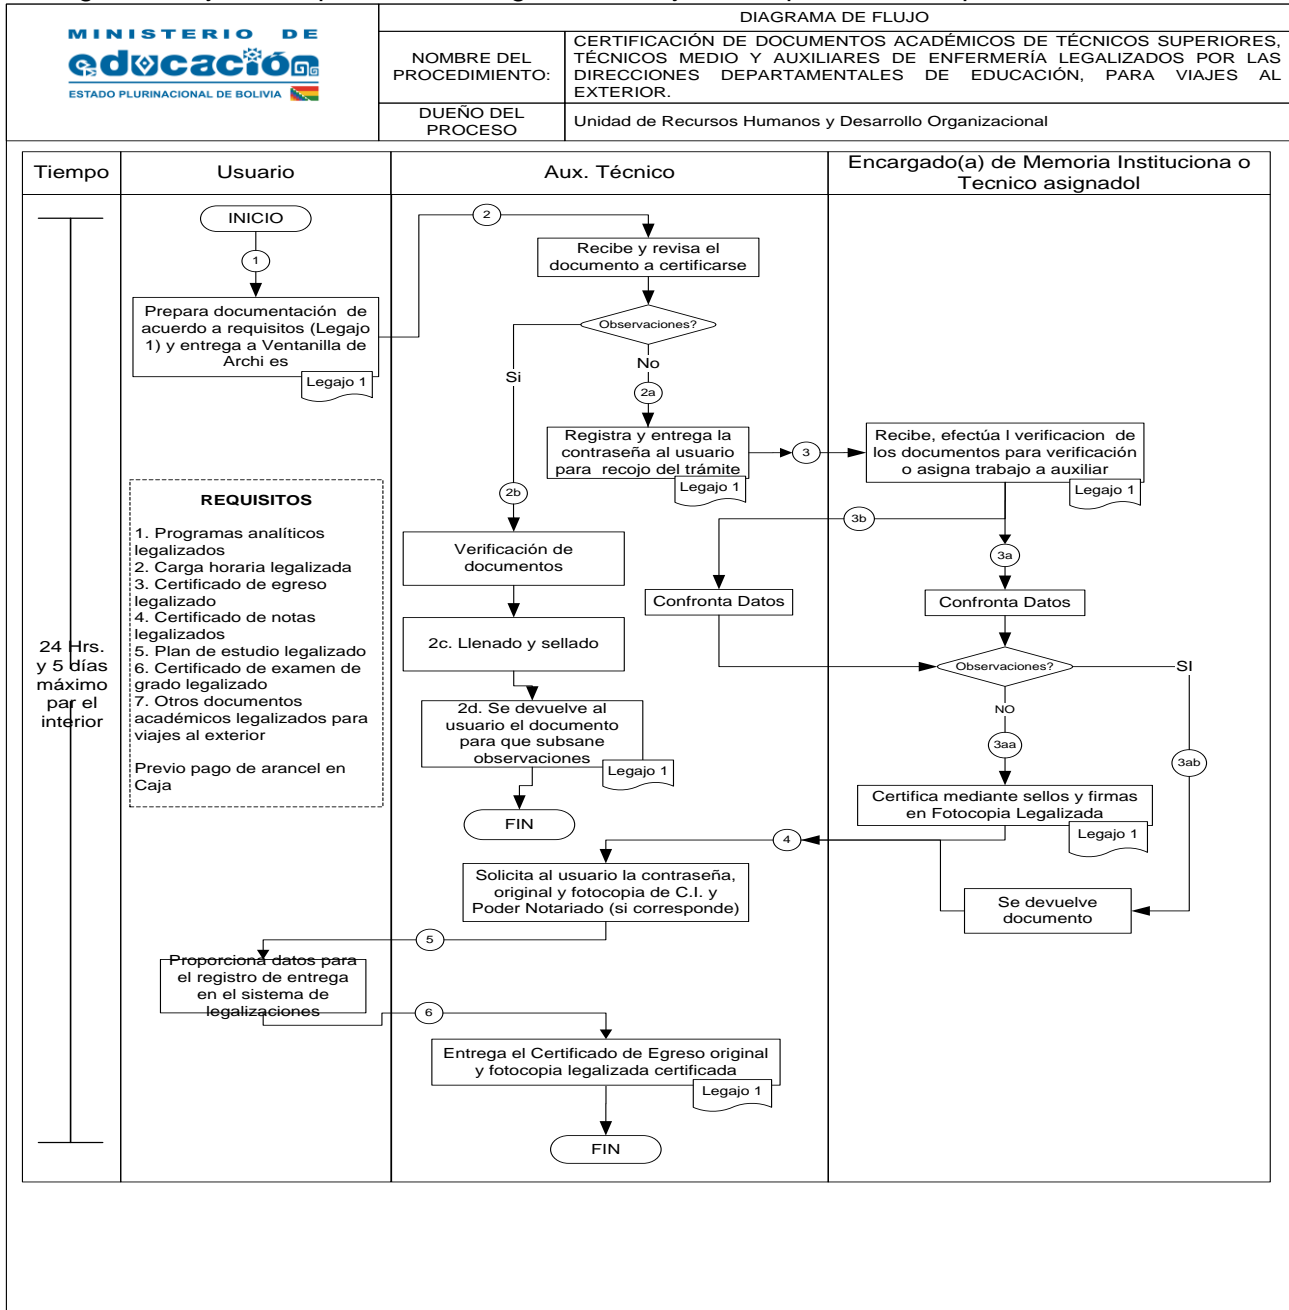 MINISTERIO DE
educación
ESTADO PLURINACIONAL DE BOLIVIA
DIAGRAMA DE FLUJO
NOMBRE DEL
PROCEDIMIENTO:
CERTIFICACIÓN DE DOCUMENTOS ACADÉMICOS DE TÉCNICOS SUPERIORES,
TÉCNICOS MEDIO Y AUXILIARES DE ENFERMERÍA LEGALIZADOS POR LAS
DIRECCIONES DEPARTAMENTALES DE EDUCACIÓN, PARA VIAJES AL
EXTERIOR.
DUEÑO DEL
PROCESO
Unidad de Recursos Humanos y Desarrollo Organizacional
Tiempo
Usuario
Aux. Técnico
Encargado(a) de Memoria Instituciona o
Tecnico asignadol
24 Hrs.
y 5 días
máximo
par el
interior
INICIO
1
Prepara documentación de
acuerdo a requisitos (Legajo
1) y entrega a Ventanilla de
Archi es
Legajo 1
2
Recibe y revisa el
documento a certificarse
Observaciones?
Si
No
2a
Registra y entrega la
contraseña al usuario
para recojo del trámite
Legajo 1
3
Recibe, efectúa l verificacion de
los documentos para verificación
o asigna trabajo a auxiliar
Legajo 1
REQUISITOS
1. Programas analíticos
legalizados
2. Carga horaria legalizada
3. Certificado de egreso
legalizado
4. Certificado de notas
legalizados
5. Plan de estudio legalizado
6. Certificado de examen de
grado legalizado
7. Otros documentos
académicos legalizados para
viajes al exterior
Previo pago de arancel en
Caja
2b
Verificación de
documentos
2c. Llenado y sellado
2d. Se devuelve al
usuario el documento
para que subsane
observaciones
Legajo 1
FIN
3b
3a
Confronta Datos
Confronta Datos
Observaciones?
SI
NO
3aa
3ab
Certifica mediante sellos y firmas
en Fotocopia Legalizada
Legajo 1
4
Se devuelve
documento
Solicita al usuario la contraseña,
original y fotocopia de C.I. y
Poder Notariado (si corresponde)
5
Proporciona datos para
el registro de entrega
en el sistema de
legalizaciones
6
Entrega el Certificado de Egreso original
y fotocopia legalizada certificada
Legajo 1
FIN